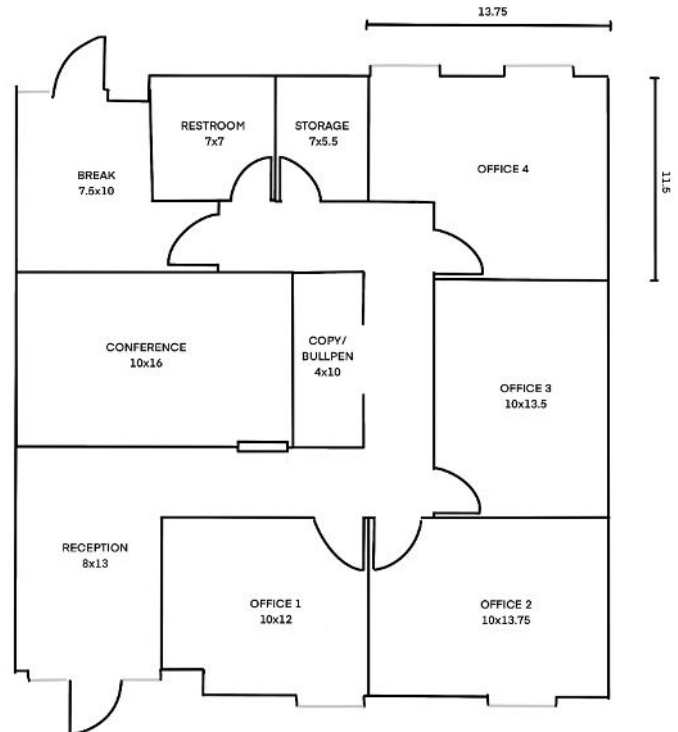 13.75
RESTROOM
7x7
STORAGE
7x5.5
OFFICE 4
11.5
BREAK
7.5x10
CONFERENCE
10x16
COPY/
BULLPEN
4x10
OFFICE 3
10x13.5
RECEPTION
8x13
OFFICE 1
10x12
OFFICE 2
10x13.75